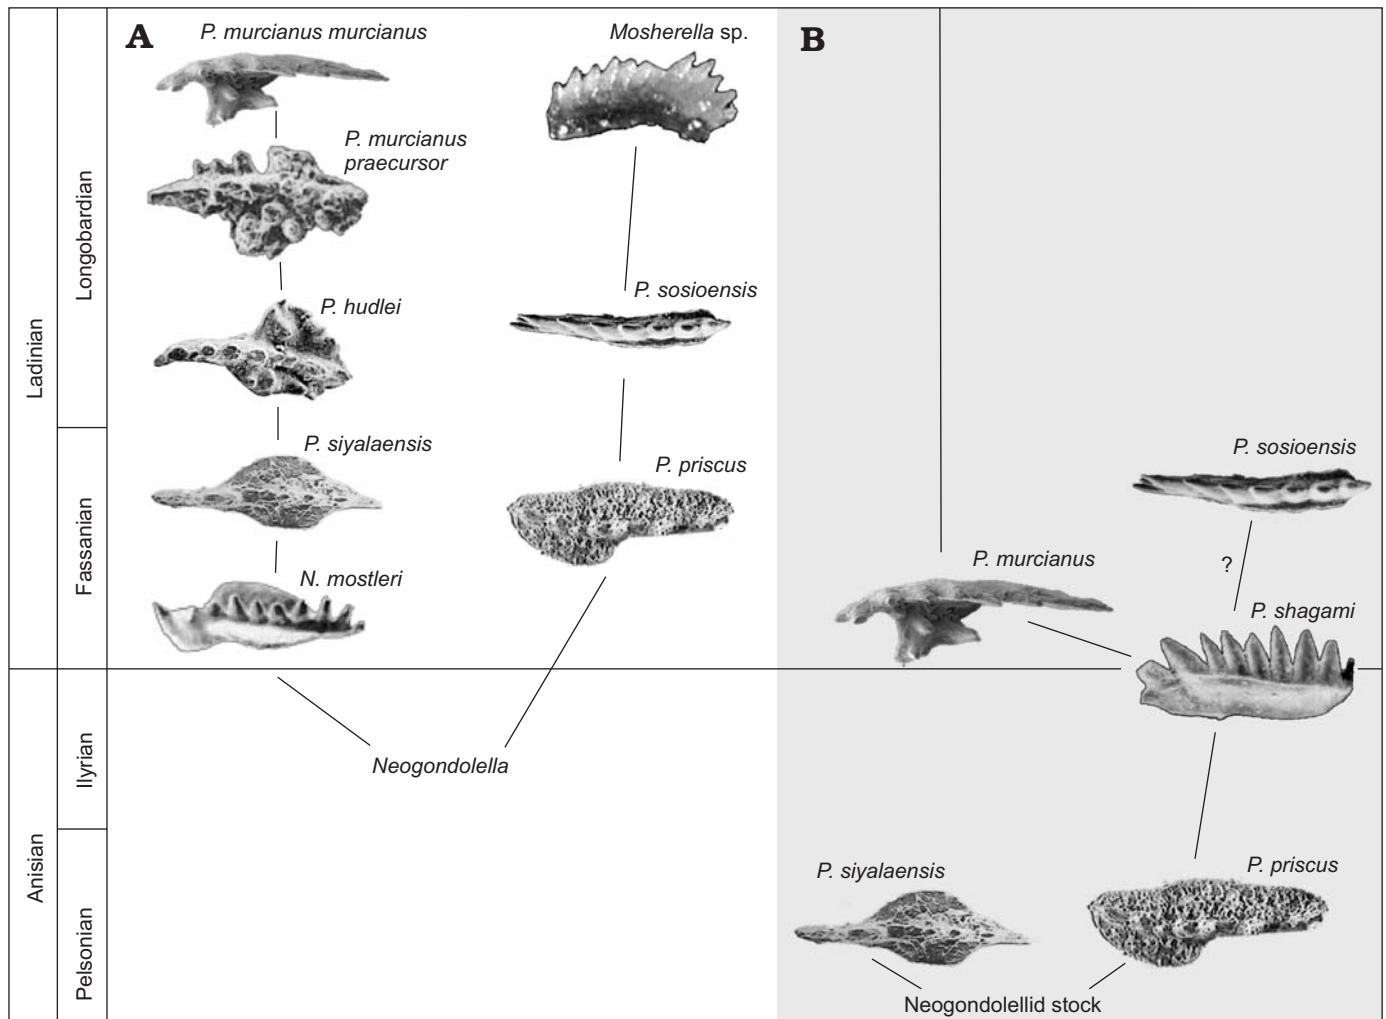 A
B
P. murcianus murcianus
Mosherella sp.
P. murcianus
praecursor
P. hudlei
P. sosioensis
P. siyalaensis
P. priscus
N. mostleri
Neogondolella
P. sosioensis
?
P. murcianus
P. shagami
P. siyalaensis
P. priscus
Neogondolellid stock
Ladinian
Longobardian
Fassanian
Anisian
Ilyrian
Pelsonian